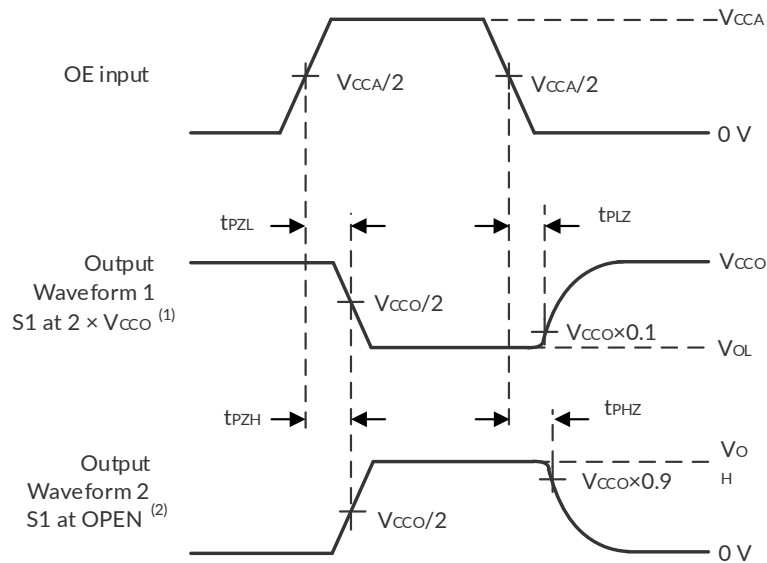 VCCA
OE input
VCCA/2
VCCA/2
0 V
tPZL
tPLZ
Output
Waveform 1
S1 at 2 × VCCO (1)
VCCO
VCCO/2
VCCO×0.1
VOL
tPZH
tPHZ
Output
Waveform 2
S1 at OPEN (2)
VO
H
VCCO×0.9
VCCO/2
0 V